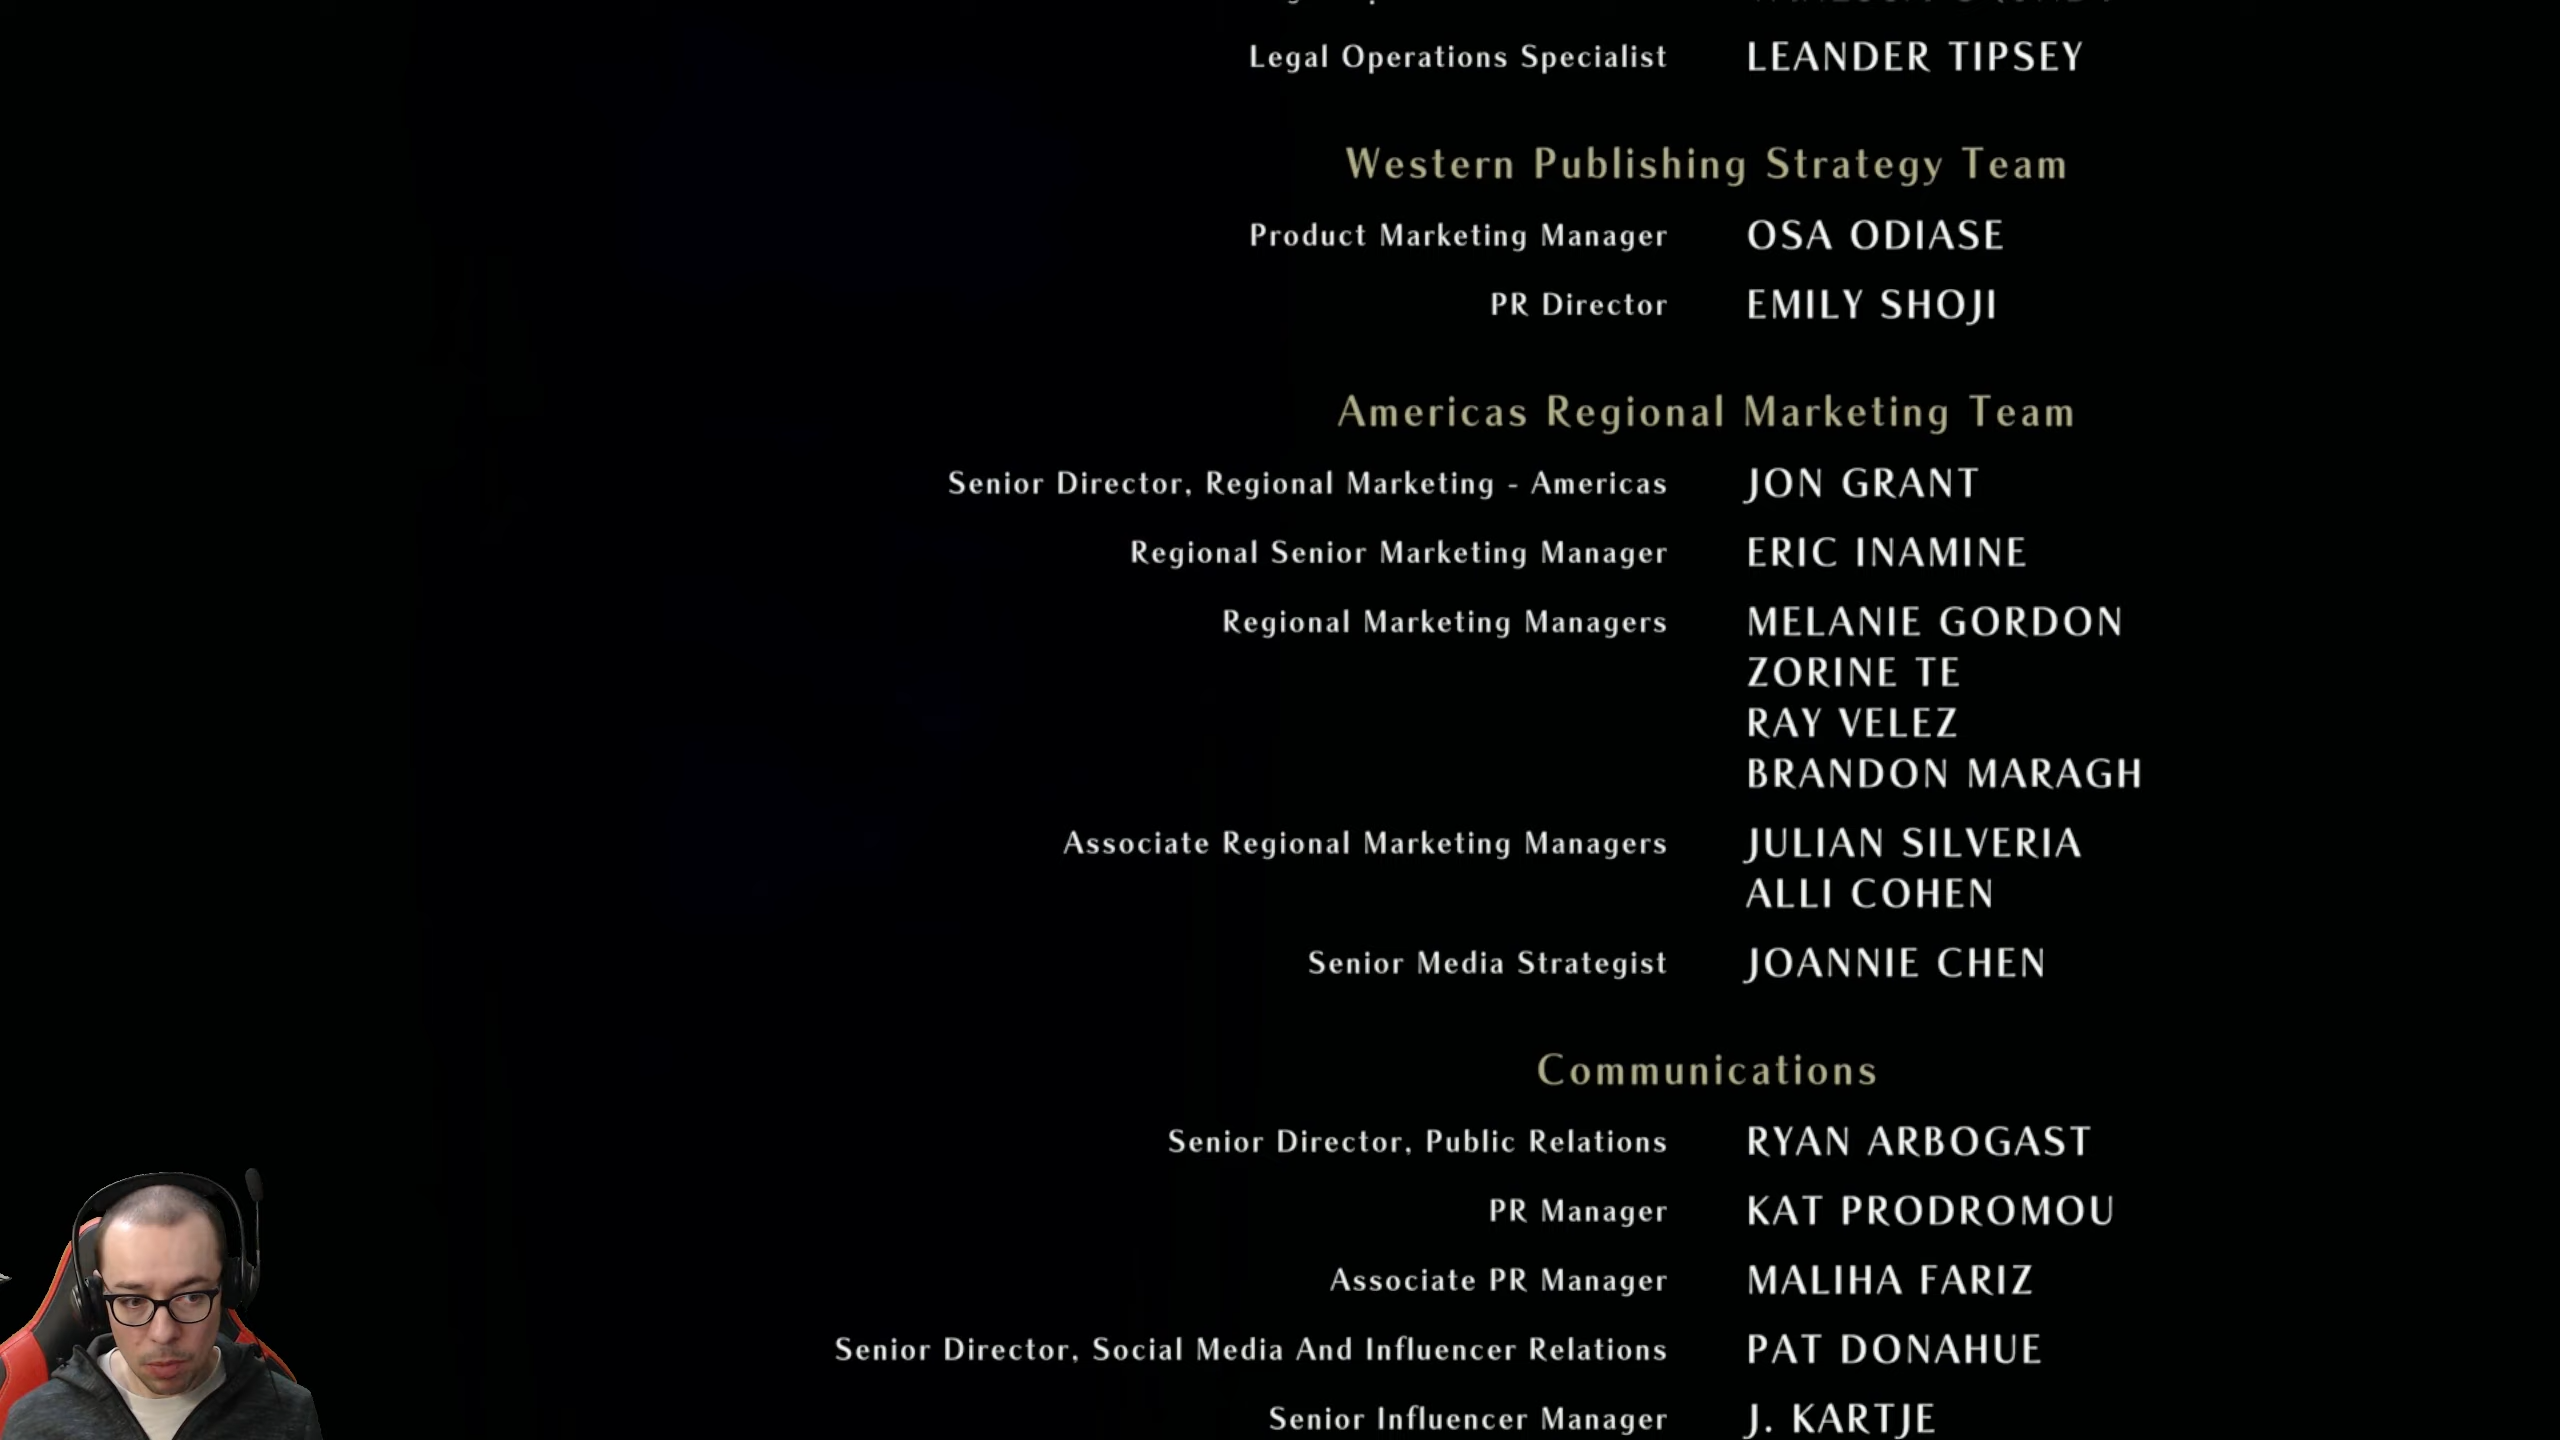 Legal Operations Specialist LEANDER TIPSEY
Western Publishing Strategy Team
Product Marketing Manager OSA ODIASE
PR Director EMILY SHOJI
Americas Regional Marketing Team
Senior Director, Regional Marketing - Americas JON GRANT
Regional Senior Marketing Manager ERIC INAMINE
Regional Marketing Managers MELANIE GORDON
ZORINE TE
RAY VELEZ
BRANDON MARAGH
Associate Regional Marketing Managers JULIAN SILVERIA
ALLI COHEN
Senior Media Strategist JOANNIE CHEN
Communications
Senior Director, Public Relations RYAN ARBOGAST
PR Manager KAT PRODROMOU
Associate PR Manager MALIHA FARIZ
Senior Director, Social Media And Influencer Relations PAT DONAHUE
Senior Influencer Manager J. KARTJE